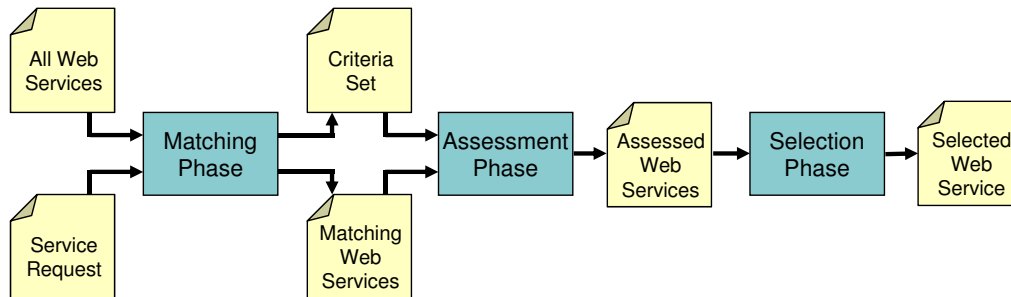 All Web
Services
Service
Request
Matching
Phase
Criteria
Set
Matching
Web
Services
Assessment
Phase
Assessed
Web
Services
Selection
Phase
Selected
Web
Service